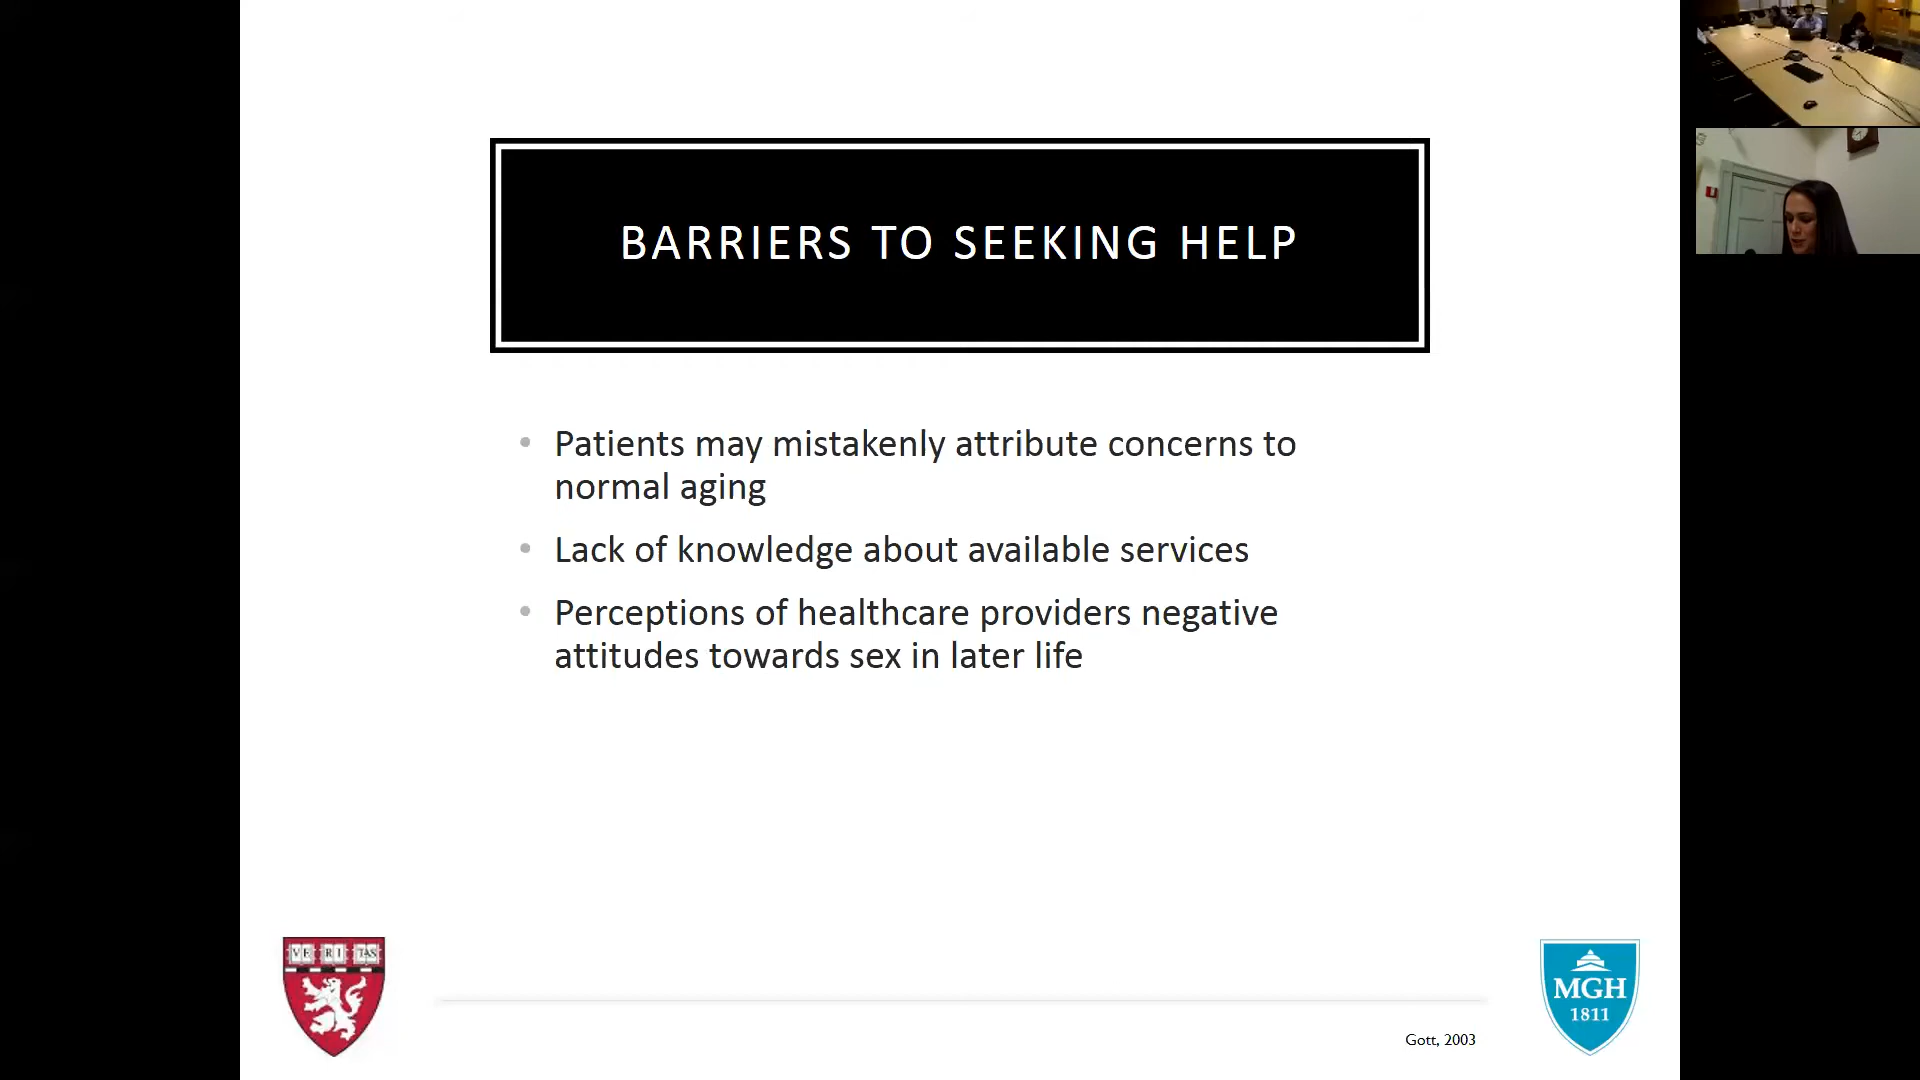 BARRIERS TO SEEKING HELP
• Patients may mistakenly attribute concerns to
normal aging
• Lack of knowledge about available services
• Perceptions of healthcare providers negative
attitudes towards sex in later life
VE RI TAS
Gott, 2003
MGH
1811